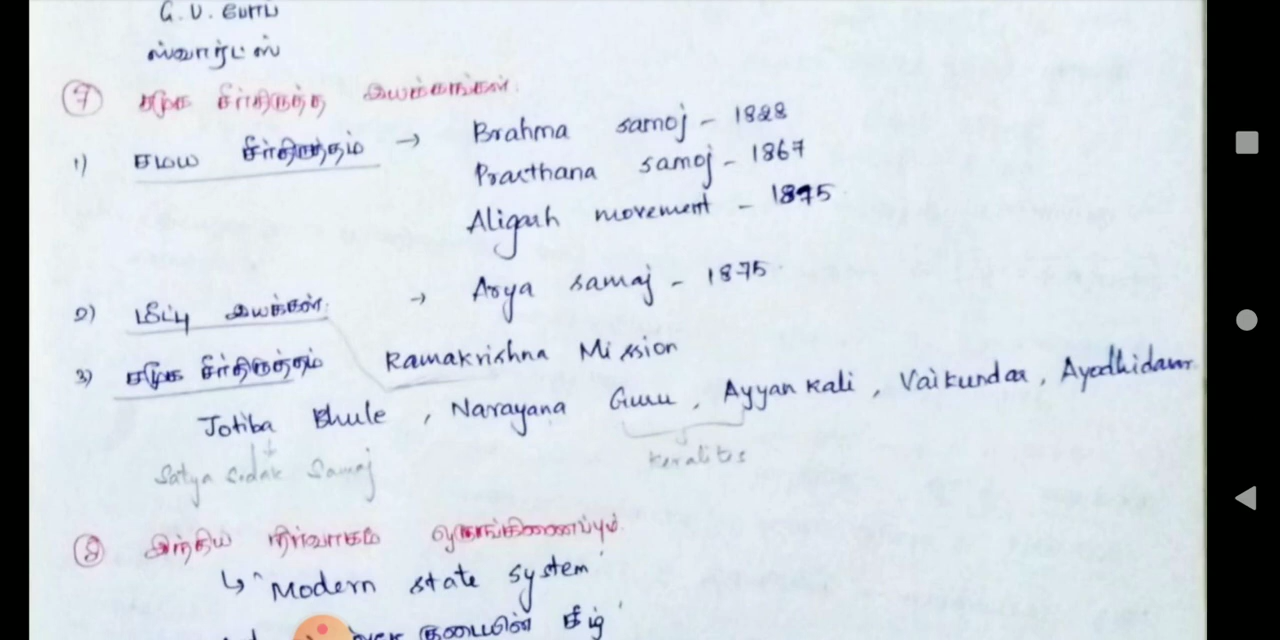 G. U. போப்
ஸ்வார்ட்ஸ்
7 சமூக சீர்திருத்த இயக்கங்கள்.
1) சமய சீர்திருத்தம் → Brahma samoj - 1828
Prarthana samoj - 1867
Aligarh movement - 1875
2) மீட்பு இயக்கள். → Arya samaj - 1875
3) சமூக சீர்திருத்தம் Ramakrishna Mission
Jotiba Bhule , Narayana Guru , Ayyan kali , Vaikundar , Ayodhidasar.
Satya Sodak Samaj keralites
8 இந்திய நிர்வாகம் ஒருங்கிணைப்பும்.
↳ Modern state system
கீழ்